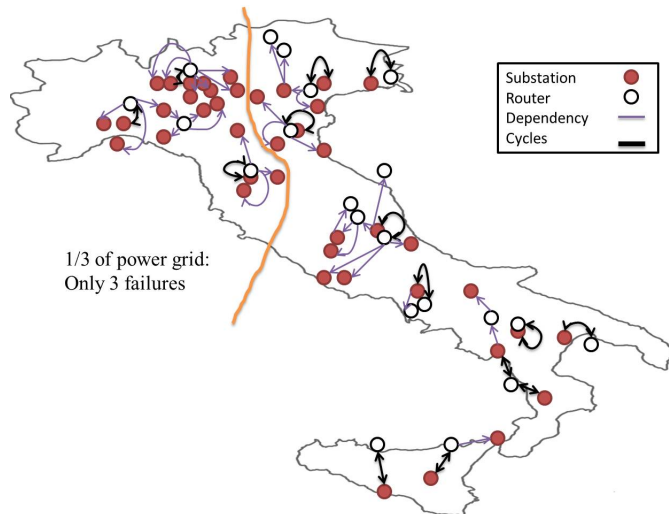 Substation
Router
Dependency
Cycles
1/3 of power grid:
Only 3 failures